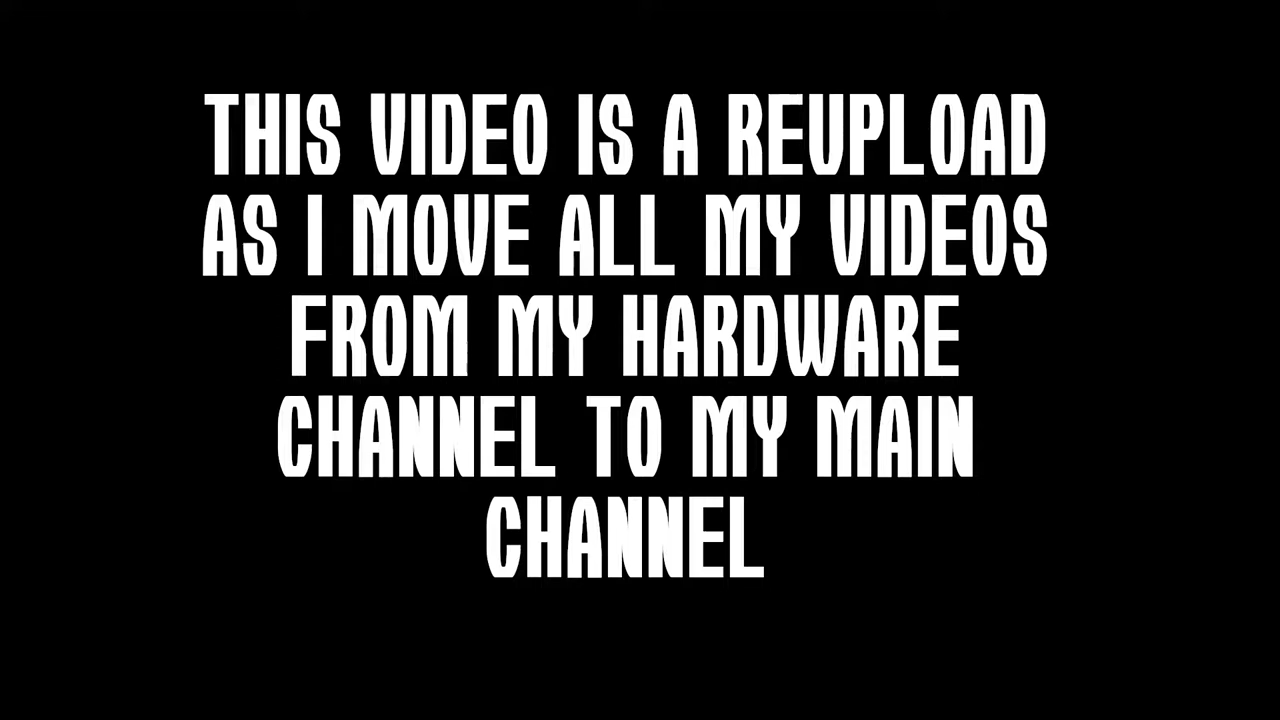 THIS VIDEO IS A REUPLOAD
AS I MOVE ALL MY VIDEOS
FROM MY HARDWARE
CHANNEL TO MY MAIN
CHANNEL